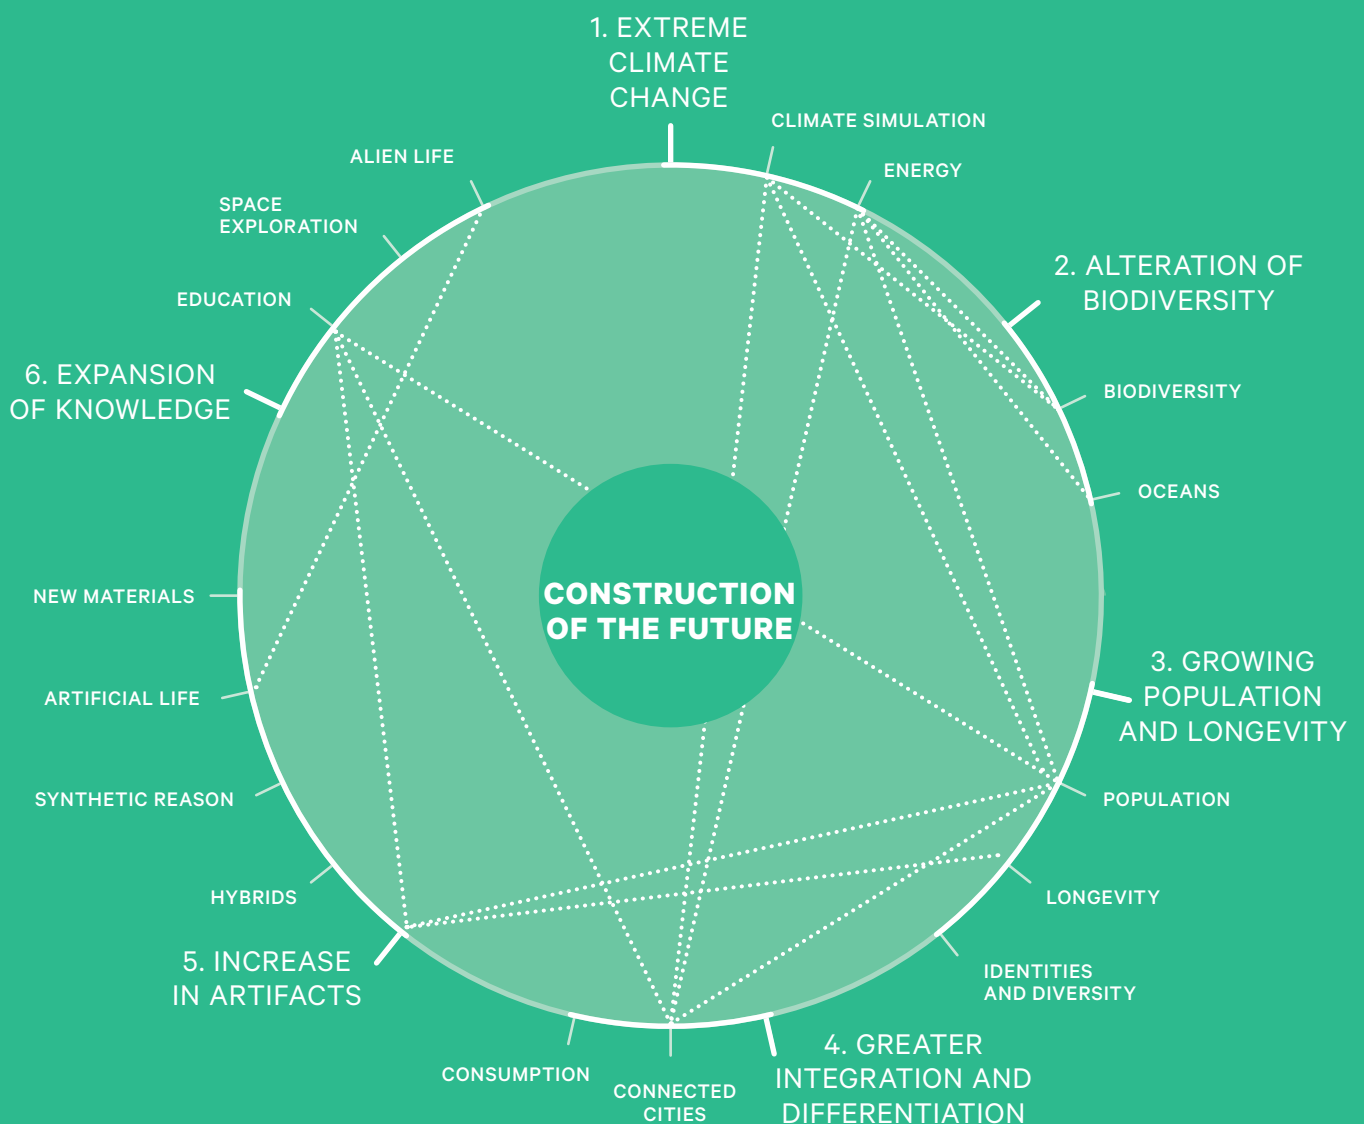 1. EXTREME
CLIMATE
CHANGE
CLIMATE SIMULATION
ENERGY
2. ALTERATION OF
BIODIVERSITY
BIODIVERSITY
OCEANS
3. GROWING
POPULATION
AND LONGEVITY
POPULATION
LONGEVITY
IDENTITIES
AND DIVERSITY
4. GREATER
INTEGRATION AND
DIFFERENTIATION
CONNECTED
CITIES
CONSUMPTION
5. INCREASE
IN ARTIFACTS
HYBRIDS
SYNTHETIC REASON
ARTIFICIAL LIFE
NEW MATERIALS
6. EXPANSION
OF KNOWLEDGE
EDUCATION
SPACE
EXPLORATION
ALIEN LIFE
CONSTRUCTION
OF THE FUTURE